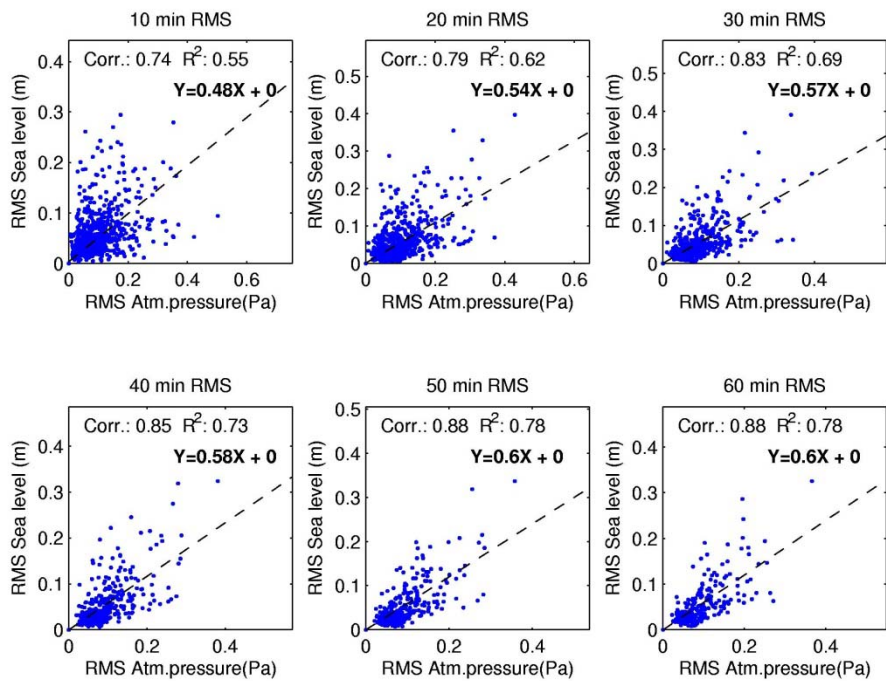 10 min RMS
Corr.: 0.74 R²: 0.55
Y=0.48X + 0
RMS Sea level (m)
0.4
0.3
0.2
0.1
0
0 0.2 0.4 0.6
RMS Atm.pressure(Pa)
20 min RMS
Corr.: 0.79 R²: 0.62
Y=0.54X + 0
RMS Sea level (m)
0.5
0.4
0.3
0.2
0.1
0
0 0.2 0.4 0.6
RMS Atm.pressure(Pa)
30 min RMS
Corr.: 0.83 R²: 0.69
Y=0.57X + 0
RMS Sea level (m)
0.5
0.4
0.3
0.2
0.1
0
0 0.2 0.4
RMS Atm.pressure(Pa)
40 min RMS
Corr.: 0.85 R²: 0.73
Y=0.58X + 0
RMS Sea level (m)
0.4
0.3
0.2
0.1
0
0 0.2 0.4
RMS Atm.pressure(Pa)
50 min RMS
Corr.: 0.88 R²: 0.78
Y=0.6X + 0
RMS Sea level (m)
0.5
0.4
0.3
0.2
0.1
0
0 0.2 0.4
RMS Atm.pressure(Pa)
60 min RMS
Corr.: 0.88 R²: 0.78
Y=0.6X + 0
RMS Sea level (m)
0.4
0.3
0.2
0.1
0
0 0.2 0.4
RMS Atm.pressure(Pa)